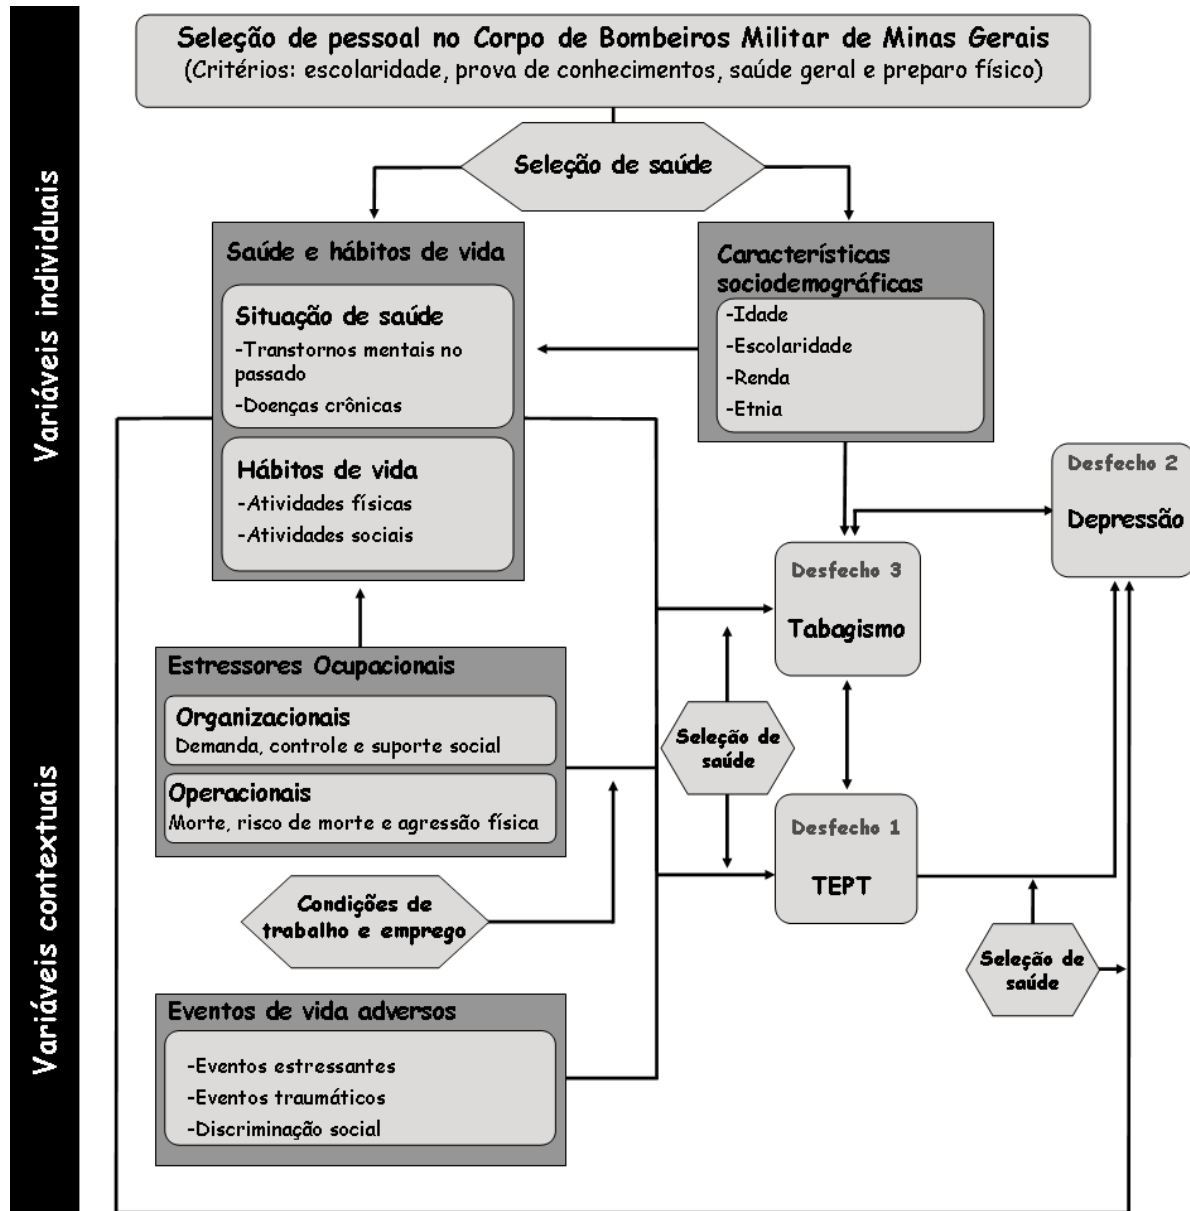 Seleção de pessoal no Corpo de Bombeiros Militar de Minas Gerais
(Critérios: escolaridade, prova de conhecimentos, saúde geral e preparo físico)
Seleção de saúde
Variáveis individuais
Saúde e hábitos de vida
Situação de saúde
-Transtornos mentais no
passado
-Doenças crônicas
Hábitos de vida
-Atividades físicas
-Atividades sociais
Características
sociodemográficas
-Idade
-Escolaridade
-Renda
-Etnia
Desfecho 2
Depressão
Desfecho 3
Tabagismo
Variáveis contextuais
Estressores Ocupacionais
Organizacionais
Demanda, controle e suporte social
Operacionais
Morte, risco de morte e agressão física
Seleção de
saúde
Desfecho 1
TEPT
Condições de
trabalho e emprego
Seleção de
saúde
Eventos de vida adversos
-Eventos estressantes
-Eventos traumáticos
-Discriminação social